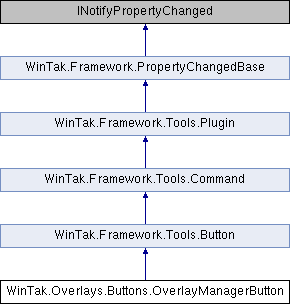 INotifyPropertyChanged
WinTak.Framework.PropertyChangedBase
WinTak.Framework.Tools.Plugin
WinTak.Framework.Tools.Command
WinTak.Framework.Tools.Button
WinTak.Overlays.Buttons.OverlayManagerButton